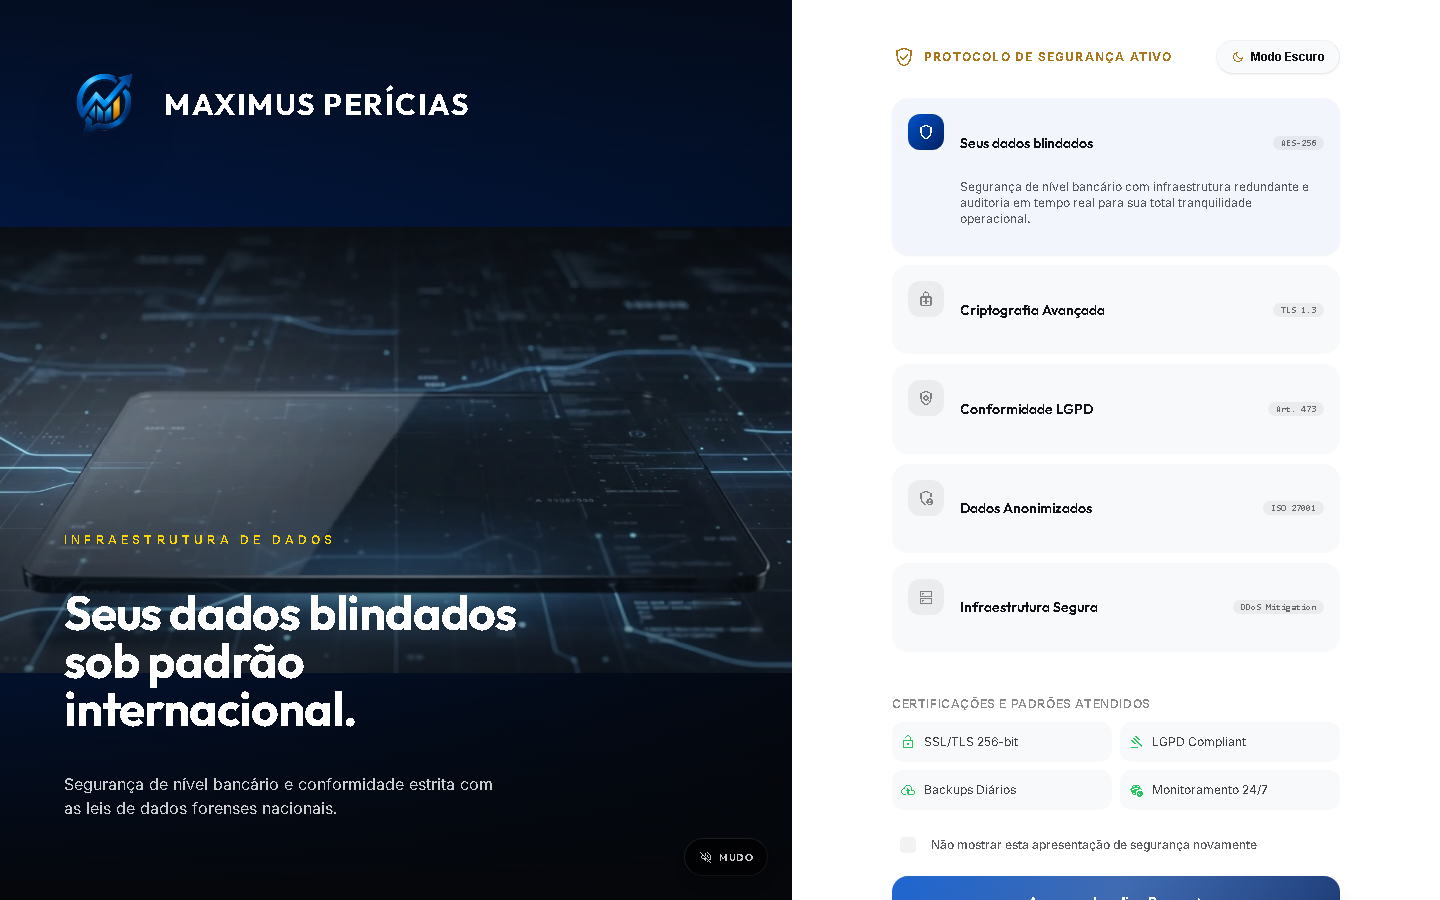 MAXIMUS PERÍCIAS
INFRAESTRUTURA DE DADOS
Seus dados blindados
sob padrão
internacional.
Segurança de nível bancário e conformidade estrita com
as leis de dados forenses nacionais.
MUDO
PROTOCOLO DE SEGURANÇA ATIVO
Modo Escuro
Seus dados blindados
AES-256
Segurança de nível bancário com infraestrutura redundante e
auditoria em tempo real para sua total tranquilidade
operacional.
Criptografia Avançada
TLS 1.3
Conformidade LGPD
Art. 473
Dados Anonimizados
ISO 27001
Infraestrutura Segura
DDoS Mitigation
CERTIFICAÇÕES E PADRÕES ATENDIDOS
SSL/TLS 256-bit
LGPD Compliant
Backups Diários
Monitoramento 24/7
Não mostrar esta apresentação de segurança novamente